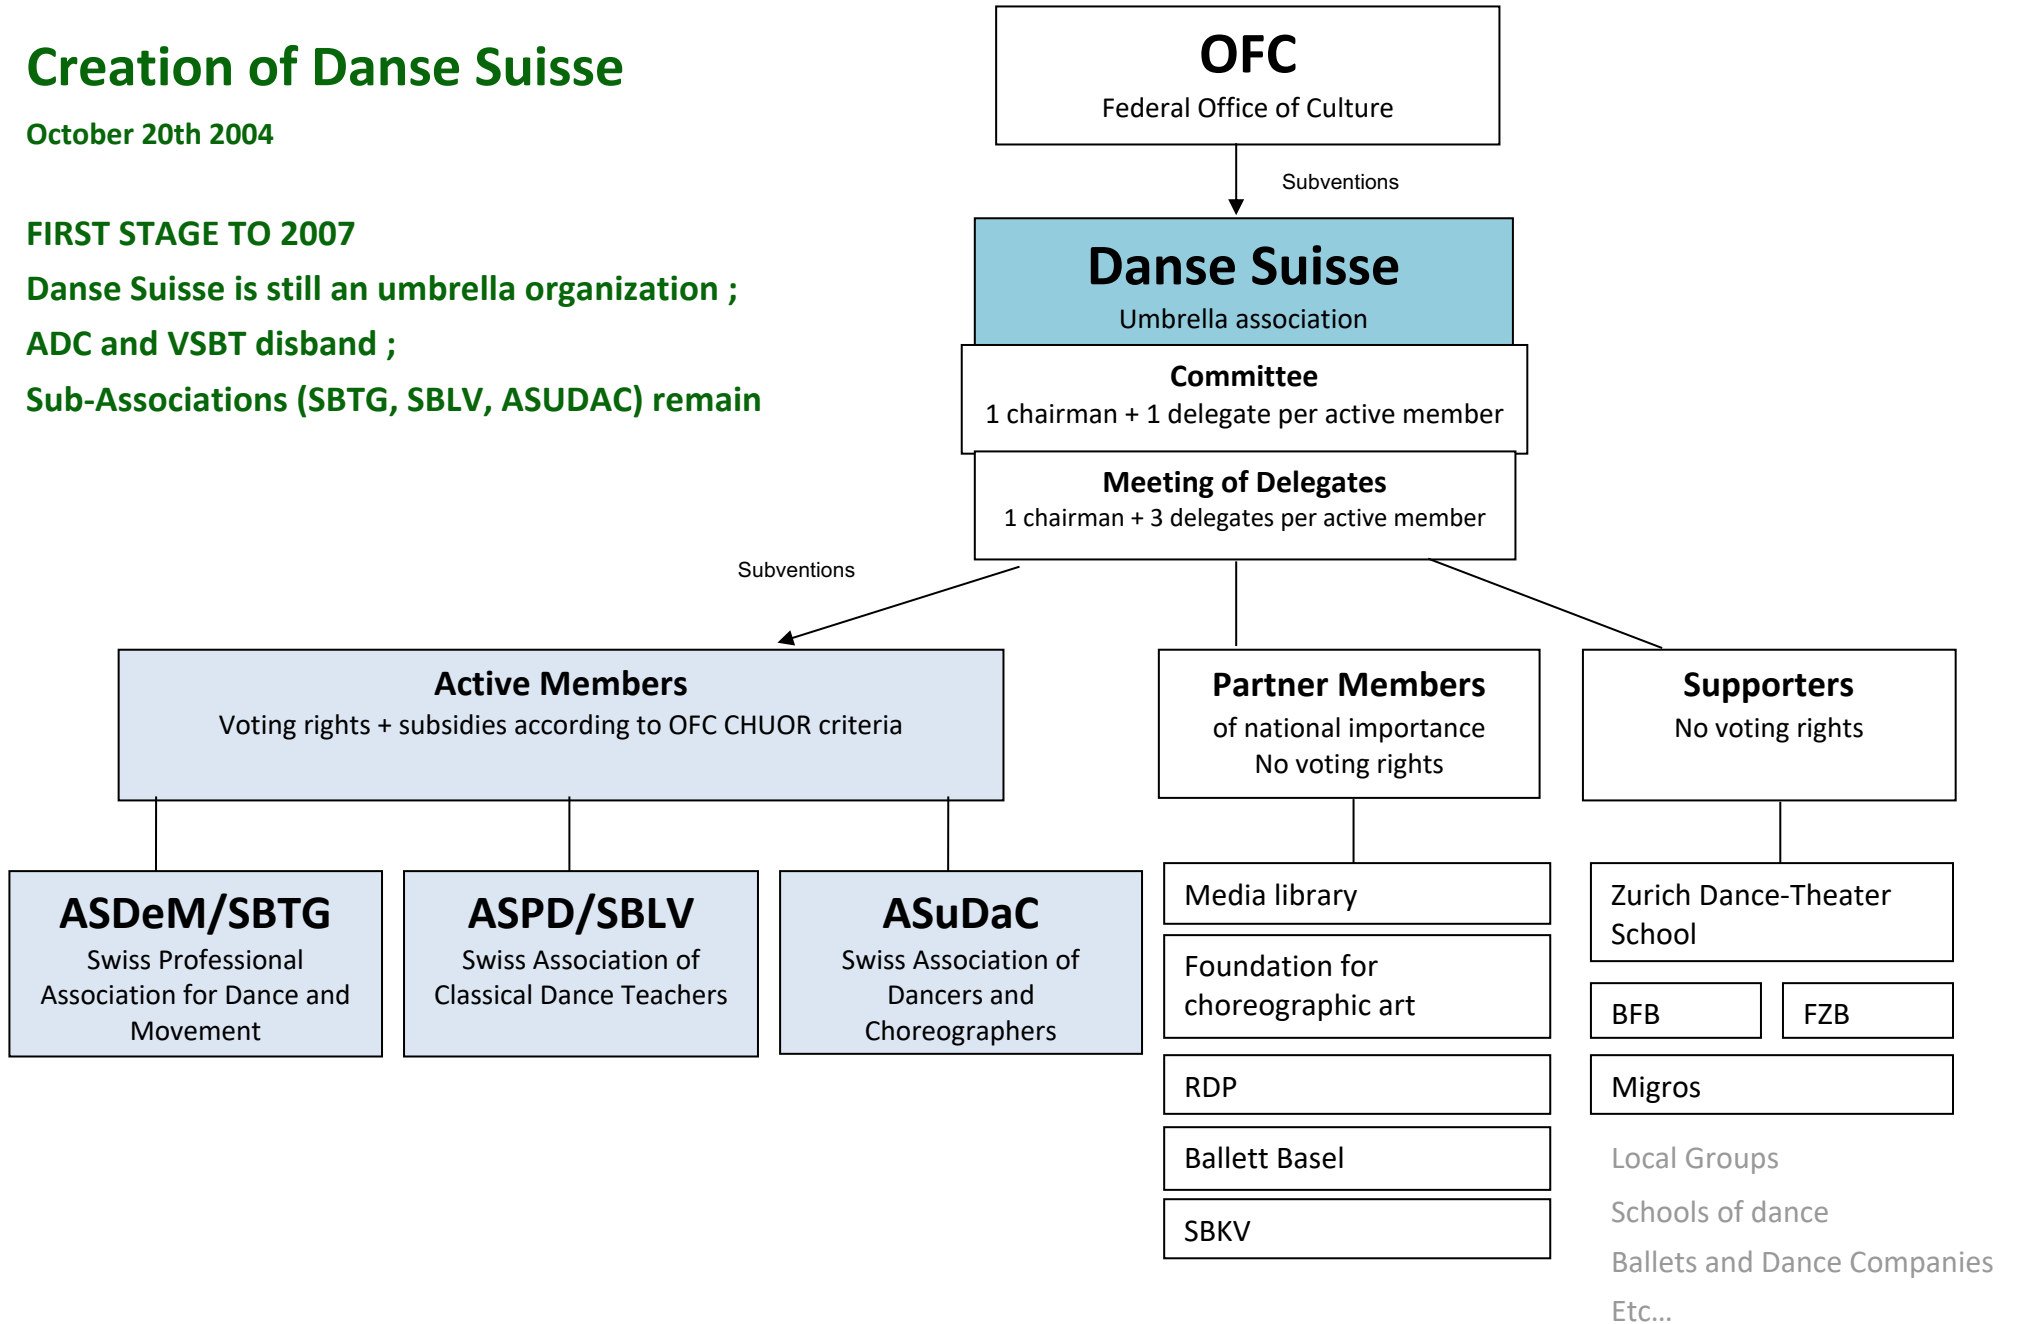 Creation of Danse Suisse
October 20th 2004
FIRST STAGE TO 2007
Danse Suisse is still an umbrella organization ;
ADC and VSBT disband ;
Sub-Associations (SBTG, SBLV, ASUDAC) remain
OFC
Federal Office of Culture
Subventions
Danse Suisse
Umbrella association
Committee
1 chairman + 1 delegate per active member
Meeting of Delegates
1 chairman + 3 delegates per active member
Subventions
Active Members
Voting rights + subsidies according to OFC CHUOR criteria
ASDeM/SBTG
Swiss Professional
Association for Dance and
Movement
ASPD/SBLV
Swiss Association of
Classical Dance Teachers
ASuDaC
Swiss Association of
Dancers and
Choreographers
Partner Members
of national importance
No voting rights
Media library
Foundation for
choreographic art
RDP
Ballett Basel
SBKV
Supporters
No voting rights
Zurich Dance-Theater
School
BFB
FZB
Migros
Local Groups
Schools of dance
Ballets and Dance Companies
Etc...